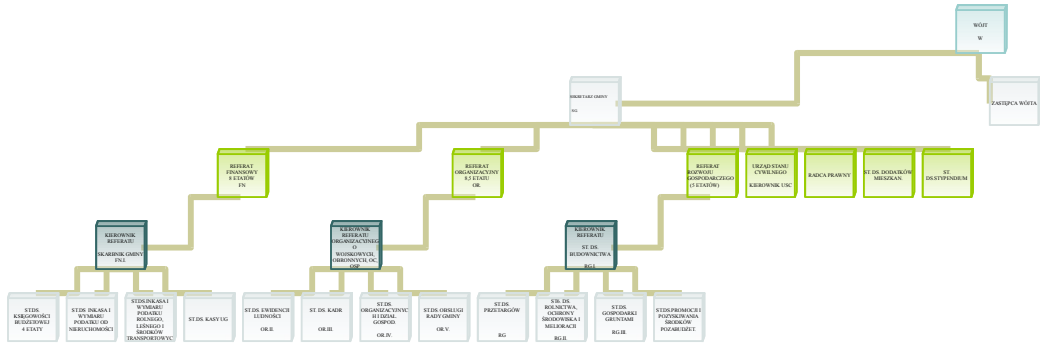 WÓJT
W
ZASTĘPCA WÓJTA
SEKRETARZ GMINY
SG.
REFERAT
FINANSOWY
8 ETATÓW
FN
REFERAT
ORGANIZACYJNY
8,5 ETATU
OR.
REFERAT
ROZWOJU
GOSPODARCZEGO
(5 ETATÓW)
URZĄD STANU
CYWILNEGO
KIEROWNIK USC
RADCA PRAWNY
ST. DS. DODATKÓW
MIESZKAN.
ST.
DS.STYPENDIUM
KIEROWNIK
REFERATU
SKARBNIK GMINY
FN.I
KIEROWNIK
REFERATU
ORGANIZACYJNEG
O
WOJSKOWYCH,
OBRONNYCH, OC,
OSP
KIEROWNIK
REFERATU
ST. DS.
BUDOWNICTWA
RG.I
ST.DS.
KSIĘGOWOŚCI
BUDŻETOWEJ
4 ETATY
ST.DS. INKASA I
WYMIARU
PODATKU OD
NIERUCHOMOŚCI
ST.DS.INKASA I
WYMIARU
PODATKU
ROLNEGO,
LEŚNEGO I
ŚRODKÓW
TRANSPORTOWYC
ST.DS. KASY UG
ST.DS. EWIDENCJI
LUDNOŚCI
OR.II.
ST.DS. KADR
OR.III.
ST.DS.
ORGANIZACYJNYC
H I DZIAŁ.
GOSPOD.
OR.IV.
ST.DS. OBSŁUGI
RADY GMINY
OR.V.
ST.DS.
PRZETARGÓW
RG
STS. DS.
ROLNICTWA,
OCHRONY
ŚRODOWISKA I
MELIORACJI
RG.II
ST.DS.
GOSPODARKI
GRUNTAMI
RG.III
ST.DS.PROMOCJI I
POZYSKIWANIA
ŚRODKÓW
POZABUDŻET.